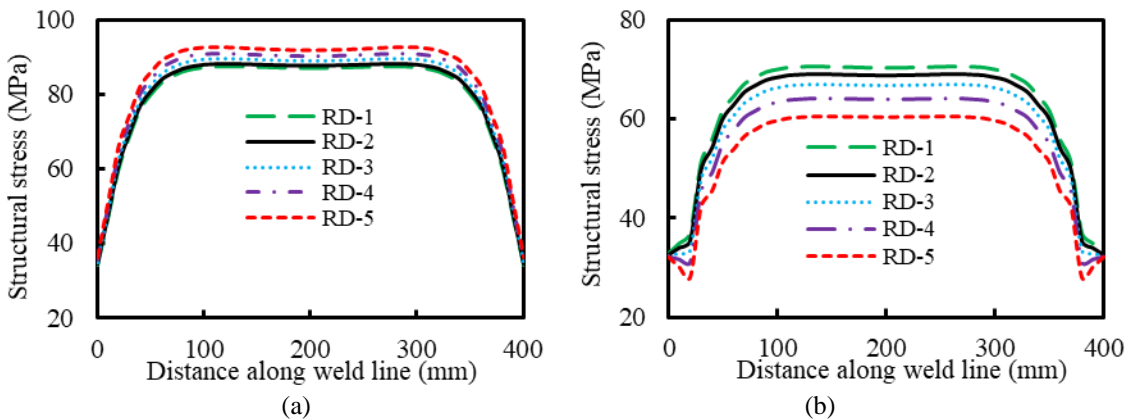 100
80
60
40
20
Structural stress (MPa)
RD-1
RD-2
RD-3
RD-4
RD-5
0
100
200
300
400
Distance along weld line (mm)
(a)
80
60
40
20
Structural stress (MPa)
RD-1
RD-2
RD-3
RD-4
RD-5
0
100
200
300
400
Distance along weld line (mm)
(b)